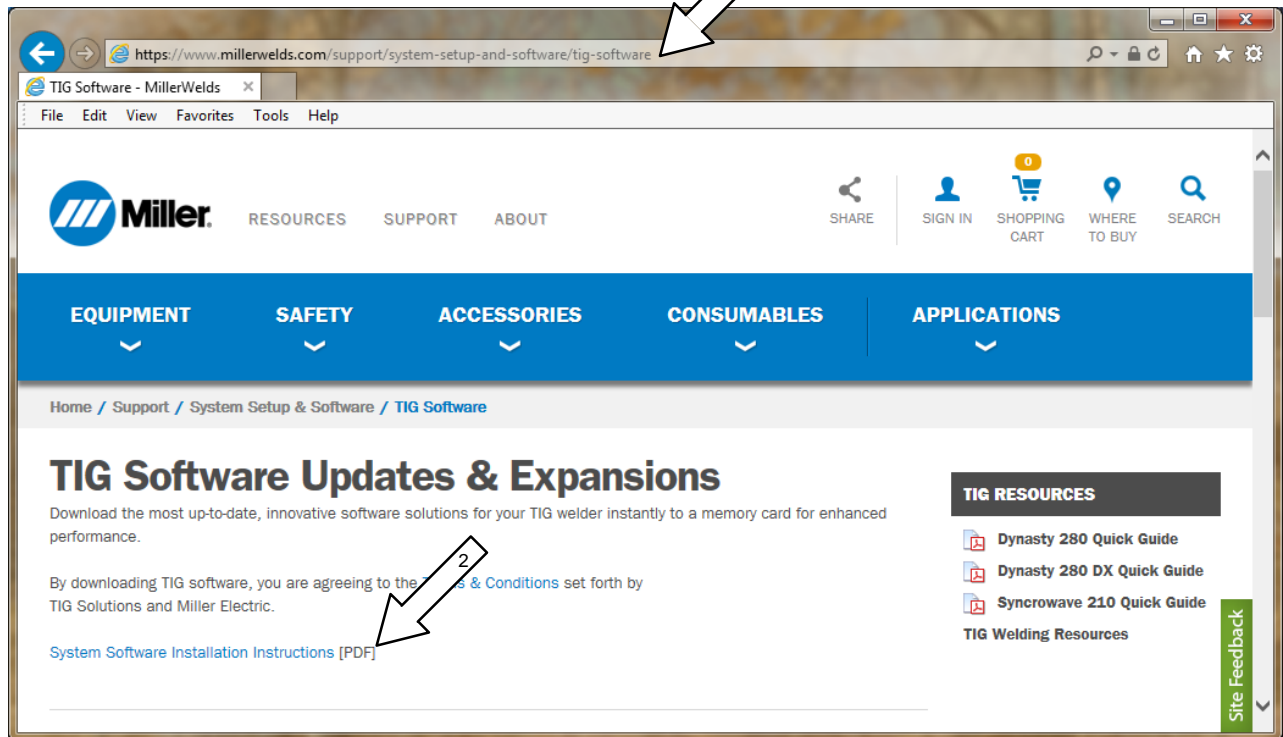 https://www.millerwelds.com/support/system-setup-and-software/tig-software
TIG Software - MillerWelds
File Edit View Favorites Tools Help
0
Miller.
RESOURCES SUPPORT ABOUT
SHARE SIGN IN SHOPPING CART WHERE TO BUY SEARCH
EQUIPMENT SAFETY ACCESSORIES CONSUMABLES APPLICATIONS
Home / Support / System Setup & Software / TIG Software
TIG Software Updates & Expansions
Download the most up-to-date, innovative software solutions for your TIG welder instantly to a memory card for enhanced
performance.
2
By downloading TIG software, you are agreeing to the & Conditions set forth by
TIG Solutions and Miller Electric.
System Software Installation Instructions [PDF]
TIG RESOURCES
Dynasty 280 Quick Guide
Dynasty 280 DX Quick Guide
Syncrowave 210 Quick Guide
TIG Welding Resources
Site Feedback